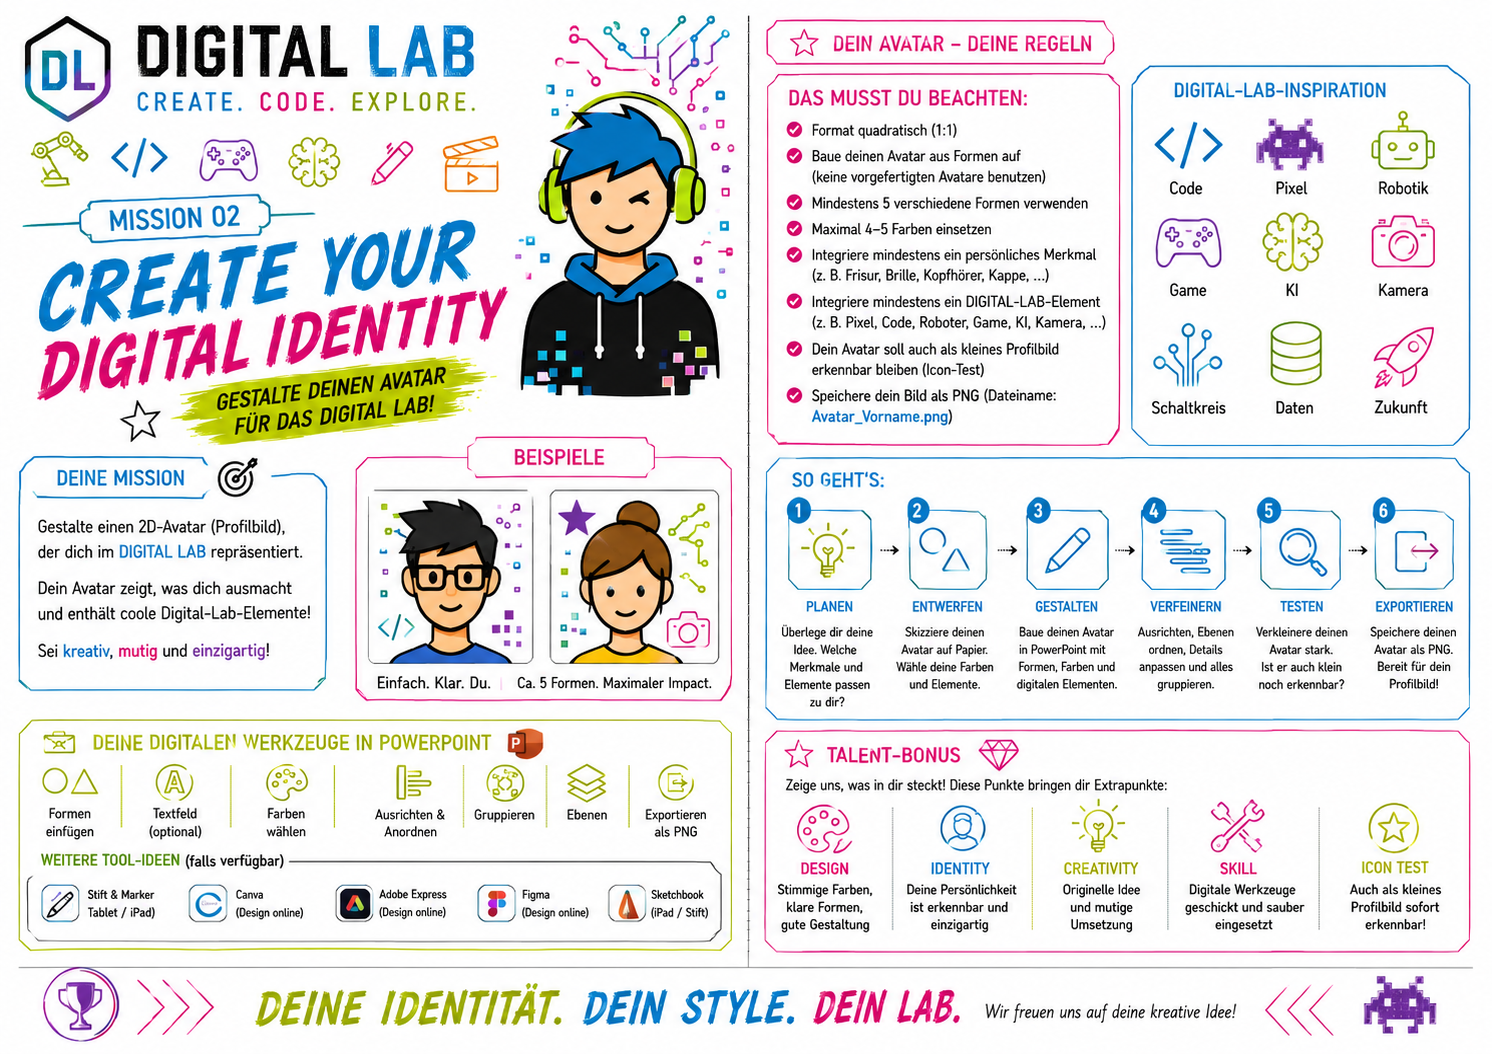 DL
DIGITAL LAB
CREATE. CODE. EXPLORE.
MISSION 02
CREATE YOUR
DIGITAL IDENTITY
GESTALTE DEINEN AVATAR
FÜR DAS DIGITAL LAB!
DEINE MISSION
Gestalte einen 2D-Avatar (Profilbild),
der dich im DIGITAL LAB repräsentiert.
Dein Avatar zeigt, was dich ausmacht
und enthält coole Digital-Lab-Elemente!
Sei kreativ, mutig und einzigartig!
BEISPIELE
</>
Einfach. Klar. Du.
Ca. 5 Formen. Maximaler Impact.
DEINE DIGITALEN WERKZEUGE IN POWERPOINT
P
Formen
einfügen
A
Textfeld
(optional)
Farben
wählen
Ausrichten &
Anordnen
Gruppieren
Ebenen
Exportieren
als PNG
WEITERE TOOL-IDEEN (falls verfügbar)
Stift & Marker
Tablet / iPad)
Canva
(Design online)
Adobe Express
(Design online)
Figma
(Design online)
Sketchbook
(iPad / Stift)
DEIN AVATAR – DEINE REGELN
DAS MUSST DU BEACHTEN:
Format quadratisch (1:1)
Baue deinen Avatar aus Formen auf
(keine vorgefertigten Avatare benutzen)
Mindestens 5 verschiedene Formen verwenden
Maximal 4–5 Farben einsetzen
Integriere mindestens ein persönliches Merkmal
(z. B. Frisur, Brille, Kopfhörer, Kappe, ...)
Integriere mindestens ein DIGITAL-LAB-Element
(z. B. Pixel, Code, Roboter, Game, KI, Kamera, ...)
Dein Avatar soll auch als kleines Profilbild
erkennbar bleiben (Icon-Test)
Speichere dein Bild als PNG (Dateiname:
Avatar_Vorname.png)
DIGITAL-LAB-INSPIRATION
</>
Code
Pixel
Robotik
Game
KI
Kamera
Schaltkreis
Daten
Zukunft
SO GEHT'S:
1
PLANEN
Überlege dir deine
Idee. Welche
Merkmale und
Elemente passen
zu dir?
2
ENTWERFEN
Skizziere deinen
Avatar auf Papier.
Wähle deine Farben
und Elemente.
3
GESTALTEN
Baue deinen Avatar
in PowerPoint mit
Formen, Farben und
digitalen Elementen.
4
VERFEINERN
Ausrichten, Ebenen
ordnen, Details
anpassen und alles
gruppieren.
5
TESTEN
Verkleinere deinen
Avatar stark.
Ist er auch klein
noch erkennbar?
6
EXPORTIEREN
Speichere deinen
Avatar als PNG.
Bereit für dein
Profilbild!
TALENT-BONUS
Zeige uns, was in dir steckt! Diese Punkte bringen dir Extrapunkte:
DESIGN
Stimmige Farben,
klare Formen,
gute Gestaltung
IDENTITY
Deine Persönlichkeit
ist erkennbar und
einzigartig
CREATIVITY
Originelle Idee
und mutige
Umsetzung
SKILL
Digitale Werkzeuge
geschickt und sauber
eingesetzt
ICON TEST
Auch als kleines
Profilbild sofort
erkennbar!
DEINE IDENTITÄT. DEIN STYLE. DEIN LAB.
Wir freuen uns auf deine kreative Idee!